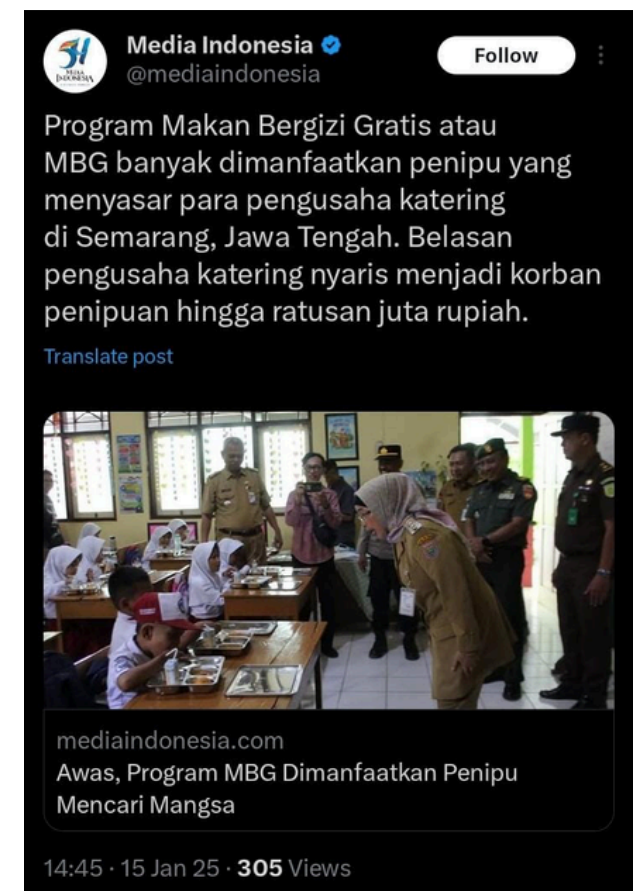 Media Indonesia
@mediaindonesia
Follow
Program Makan Bergizi Gratis atau
MBG banyak dimanfaatkan penipu yang
menyasar para pengusaha katering
di Semarang, Jawa Tengah. Belasan
pengusaha katering nyaris menjadi korban
penipuan hingga ratusan juta rupiah.
Translate post
mediaindonesia.com
Awas, Program MBG Dimanfaatkan Penipu
Mencari Mangsa
14:45 · 15 Jan 25 · 305 Views